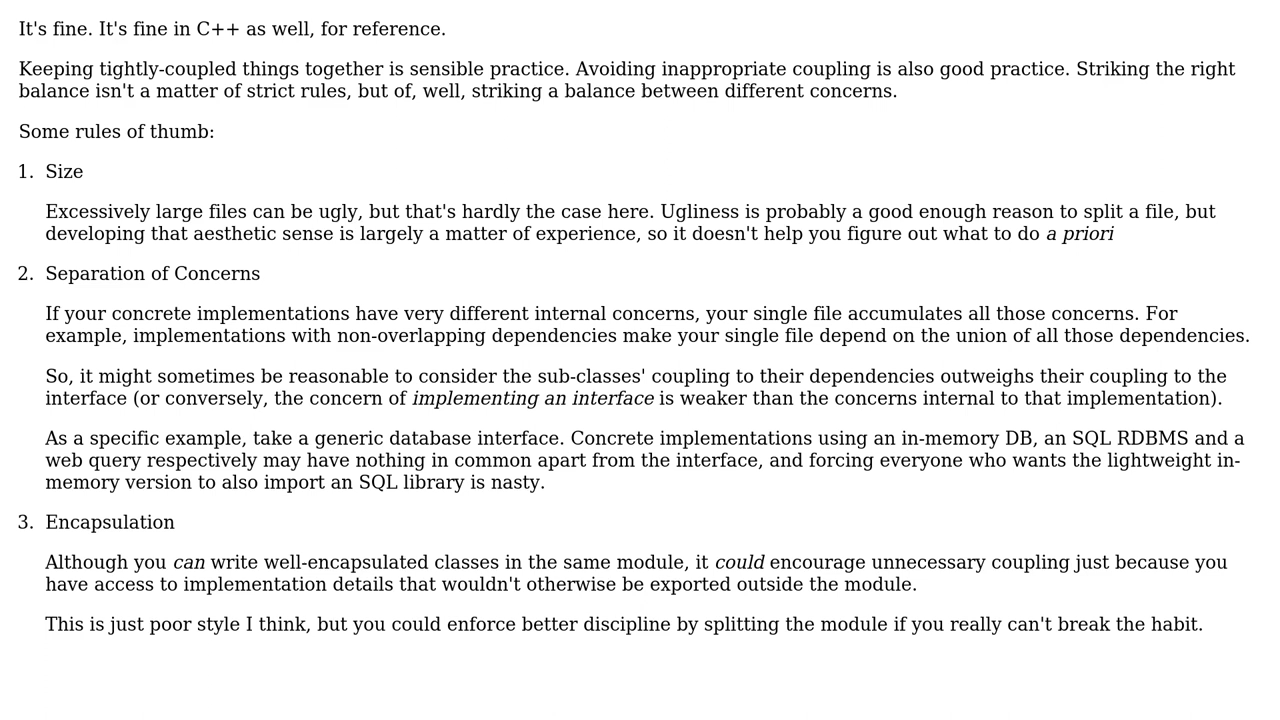 It's fine. It's fine in C++ as well, for reference.
Keeping tightly-coupled things together is sensible practice. Avoiding inappropriate coupling is also good practice. Striking the right
balance isn't a matter of strict rules, but of, well, striking a balance between different concerns.
Some rules of thumb:
1. Size
Excessively large files can be ugly, but that's hardly the case here. Ugliness is probably a good enough reason to split a file, but
developing that aesthetic sense is largely a matter of experience, so it doesn't help you figure out what to do a priori
2. Separation of Concerns
If your concrete implementations have very different internal concerns, your single file accumulates all those concerns. For
example, implementations with non-overlapping dependencies make your single file depend on the union of all those dependencies.
So, it might sometimes be reasonable to consider the sub-classes' coupling to their dependencies outweighs their coupling to the
interface (or conversely, the concern of implementing an interface is weaker than the concerns internal to that implementation).
As a specific example, take a generic database interface. Concrete implementations using an in-memory DB, an SQL RDBMS and a
web query respectively may have nothing in common apart from the interface, and forcing everyone who wants the lightweight in-
memory version to also import an SQL library is nasty.
3. Encapsulation
Although you can write well-encapsulated classes in the same module, it could encourage unnecessary coupling just because you
have access to implementation details that wouldn't otherwise be exported outside the module.
This is just poor style I think, but you could enforce better discipline by splitting the module if you really can't break the habit.